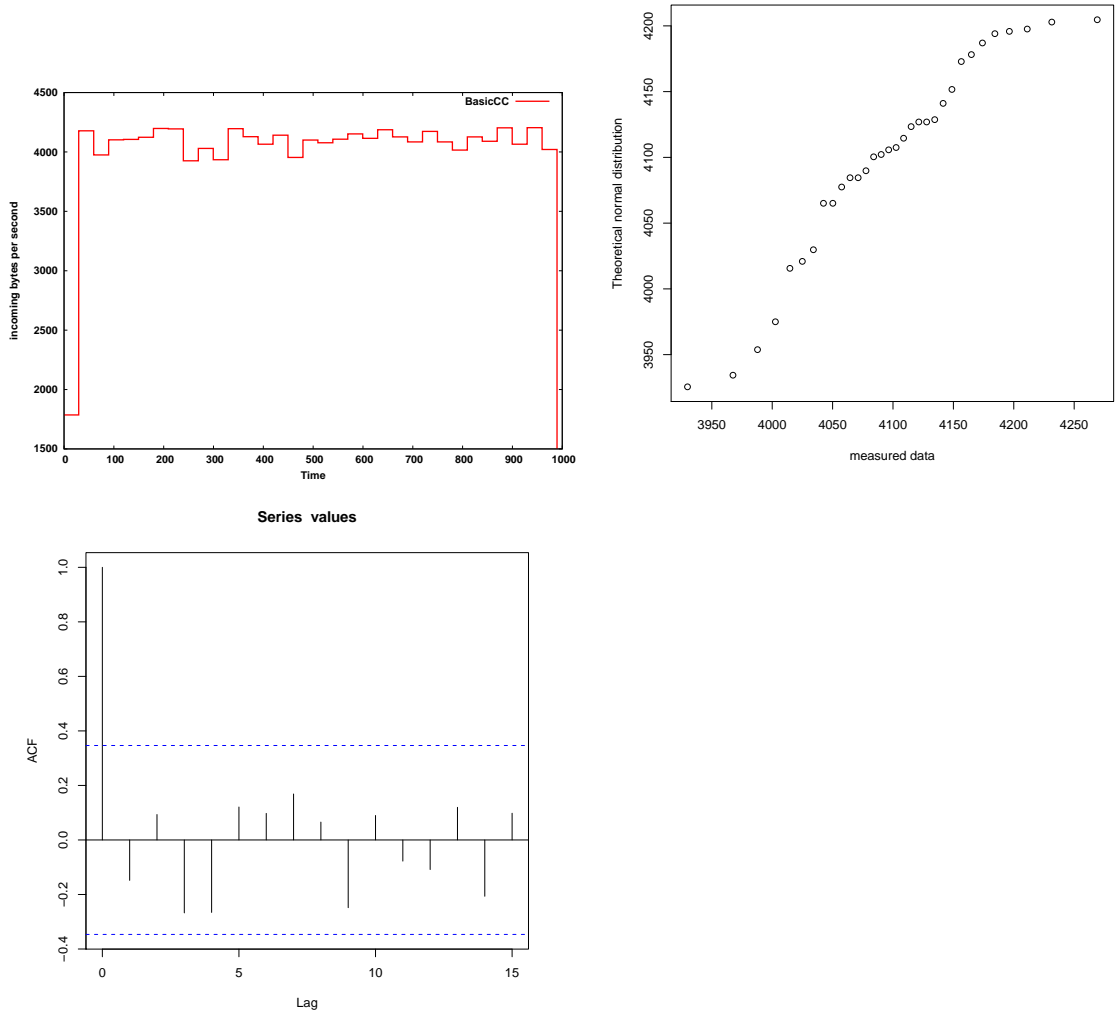 4500
4000
3500
4000
2500
2000
1500
incoming bytes per second
BasicCC
0 100 200 300 400 500 600 700 800 900 1000
Time
4200
4150
4100
4050
4000
3950
Theoretical normal distribution
3950 4000 4050 4100 4150 4200 4250
measured data
Series values
1.0
0.8
0.6
0.4
0.2
0.0
−0.2
−0.4
ACF
0 5 10 15
Lag